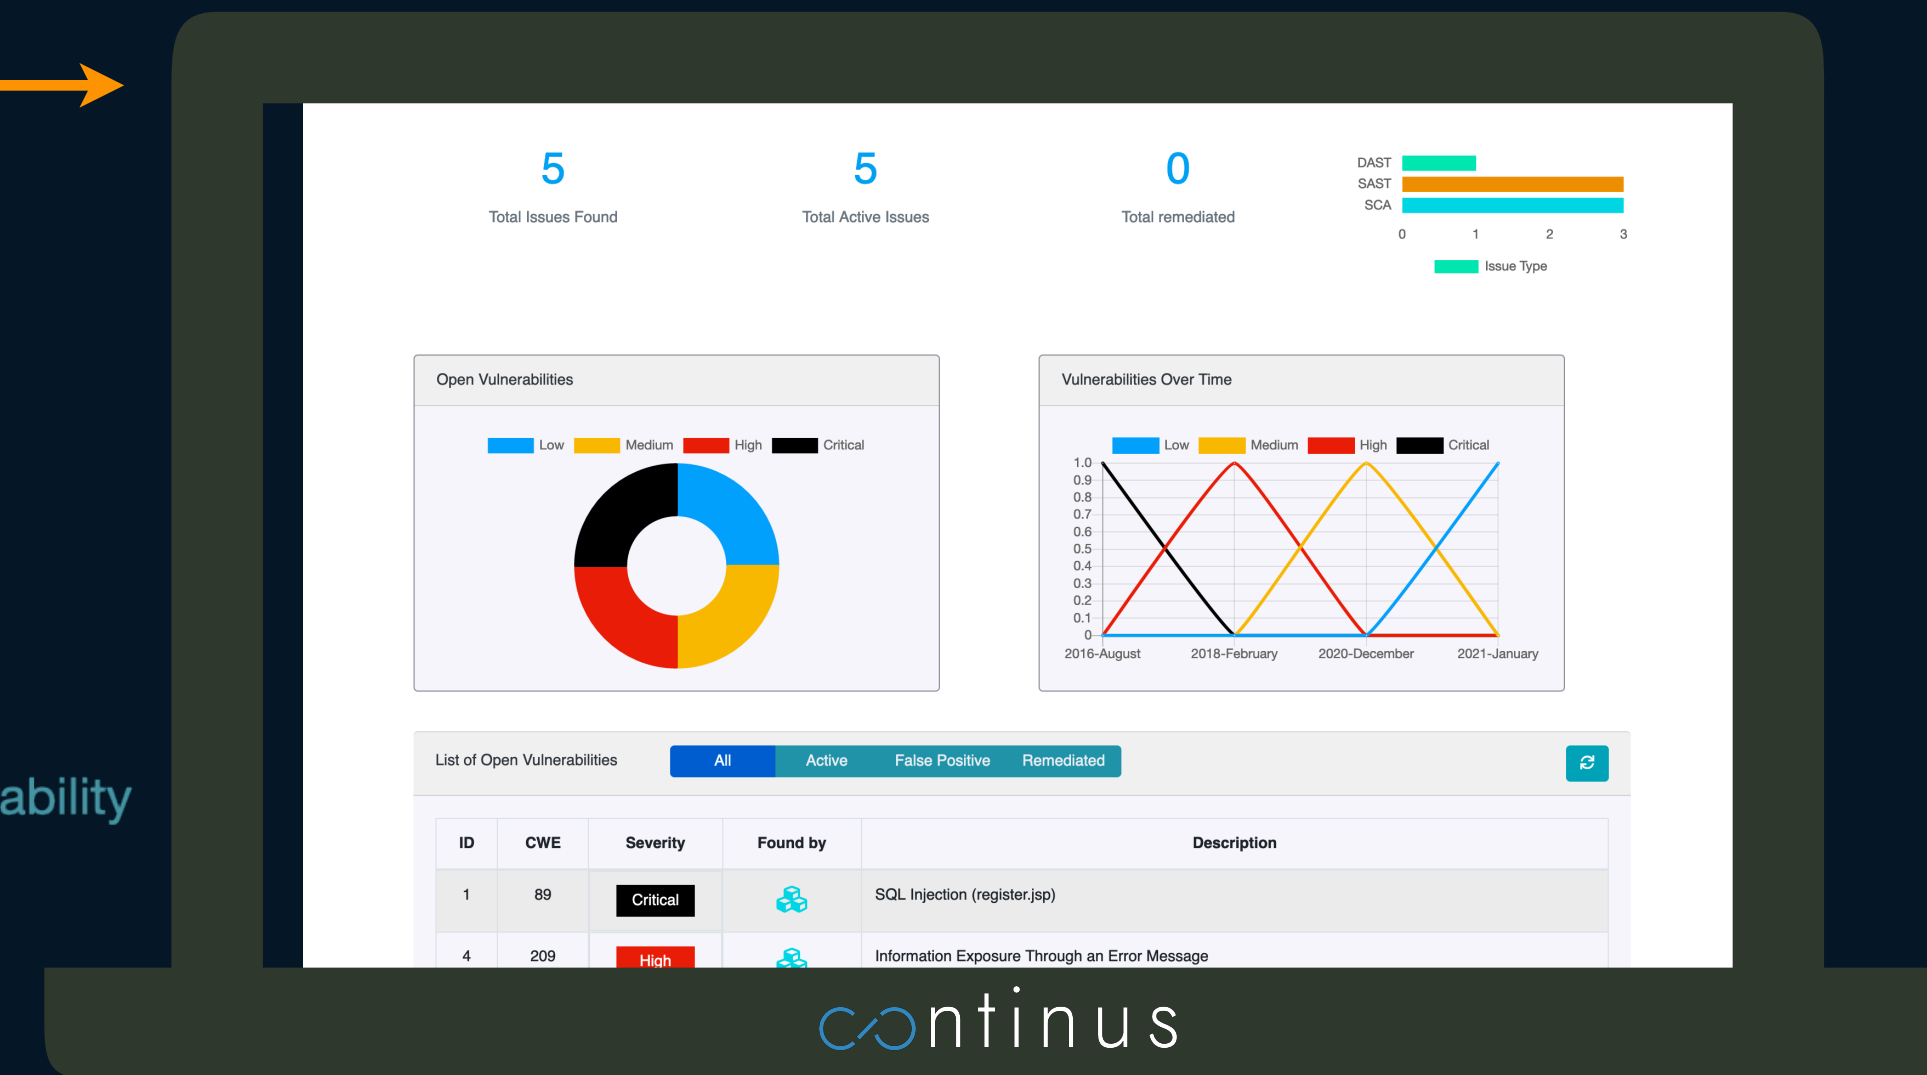 5
Total Issues Found
5
Total Active Issues
0
Total remediated
DAST
SAST
SCA
0 1 2 3
Issue Type
Open Vulnerabilities
Low Medium High Critical
Vulnerabilities Over Time
Low Medium High Critical
1.0
0.9
0.8
0.7
0.6
0.5
0.4
0.3
0.2
0.1
0
2016-August 2018-February 2020-December 2021-January
List of Open Vulnerabilities All Active False Positive Remediated
ability
ID CWE Severity Found by Description
1 89 Critical SQL Injection (register.jsp)
4 209 High Information Exposure Through an Error Message
continus